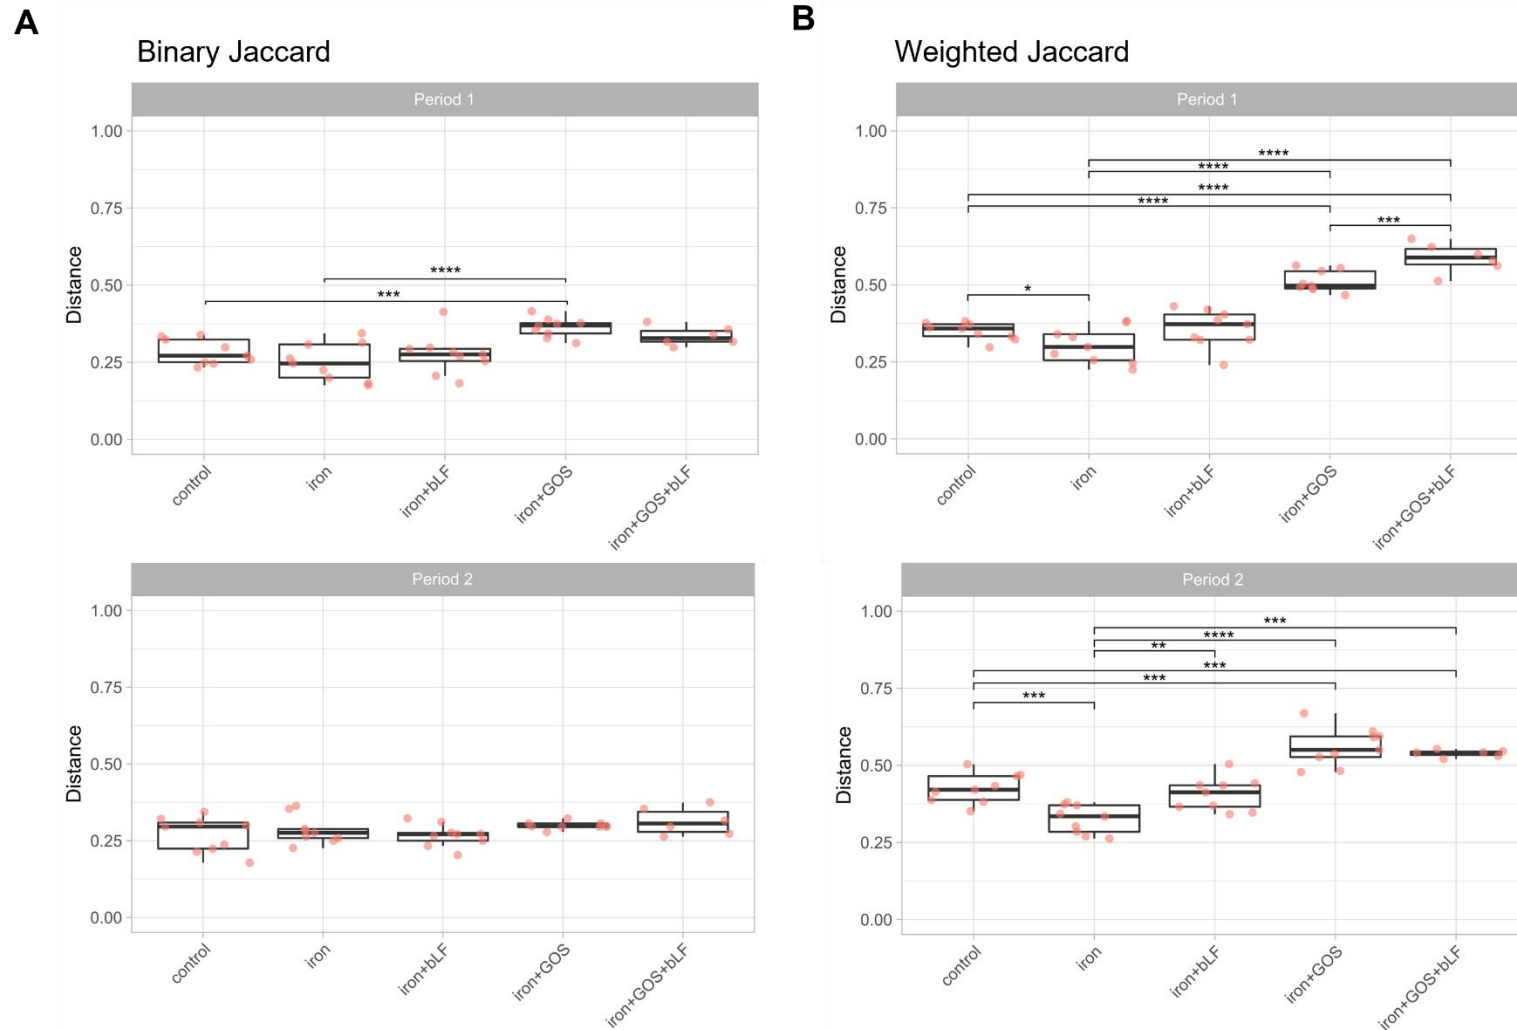 A
Binary Jaccard
Period 1
Distance
1.00
0.75
0.50
0.25
0.00
****
***
control
iron
iron+bLF
iron+GOS
iron+GOS+bLF
Period 2
Distance
1.00
0.75
0.50
0.25
0.00
control
iron
iron+bLF
iron+GOS
iron+GOS+bLF
B
Weighted Jaccard
Period 1
Distance
1.00
0.75
0.50
0.25
0.00
****
****
****
****
***
*
control
iron
iron+bLF
iron+GOS
iron+GOS+bLF
Period 2
Distance
1.00
0.75
0.50
0.25
0.00
***
****
**
***
***
***
control
iron
iron+bLF
iron+GOS
iron+GOS+bLF